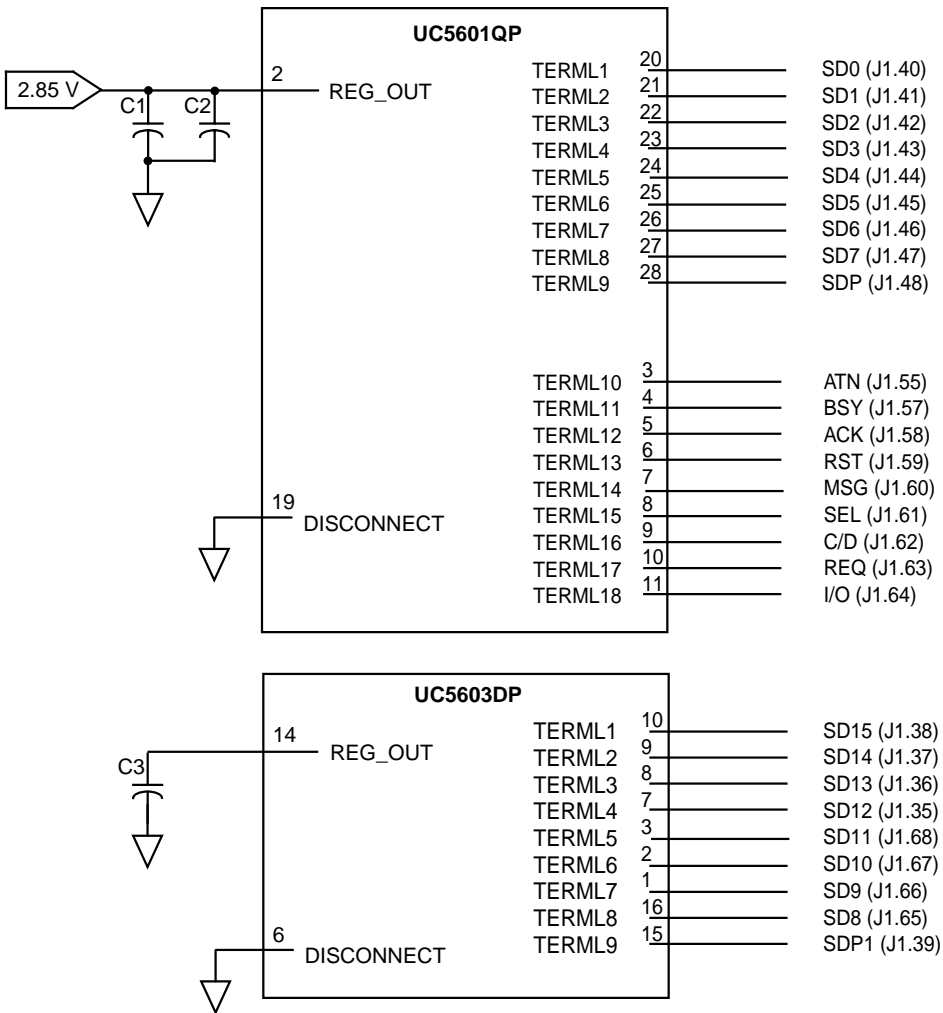 UC5601QP
2.85 V
C1
C2
2
REG_OUT
TERML1 20 SD0 (J1.40)
TERML2 21 SD1 (J1.41)
TERML3 22 SD2 (J1.42)
TERML4 23 SD3 (J1.43)
TERML5 24 SD4 (J1.44)
TERML6 25 SD5 (J1.45)
TERML7 26 SD6 (J1.46)
TERML8 27 SD7 (J1.47)
TERML9 28 SDP (J1.48)
TERML10 3 ATN (J1.55)
TERML11 4 BSY (J1.57)
TERML12 5 ACK (J1.58)
TERML13 6 RST (J1.59)
TERML14 7 MSG (J1.60)
TERML15 8 SEL (J1.61)
TERML16 9 C/D (J1.62)
TERML17 10 REQ (J1.63)
TERML18 11 I/O (J1.64)
19
DISCONNECT
UC5603DP
C3
14
REG_OUT
TERML1 10 SD15 (J1.38)
TERML2 9 SD14 (J1.37)
TERML3 8 SD13 (J1.36)
TERML4 7 SD12 (J1.35)
TERML5 3 SD11 (J1.68)
TERML6 2 SD10 (J1.67)
TERML7 1 SD9 (J1.66)
TERML8 16 SD8 (J1.65)
TERML9 15 SDP1 (J1.39)
6
DISCONNECT